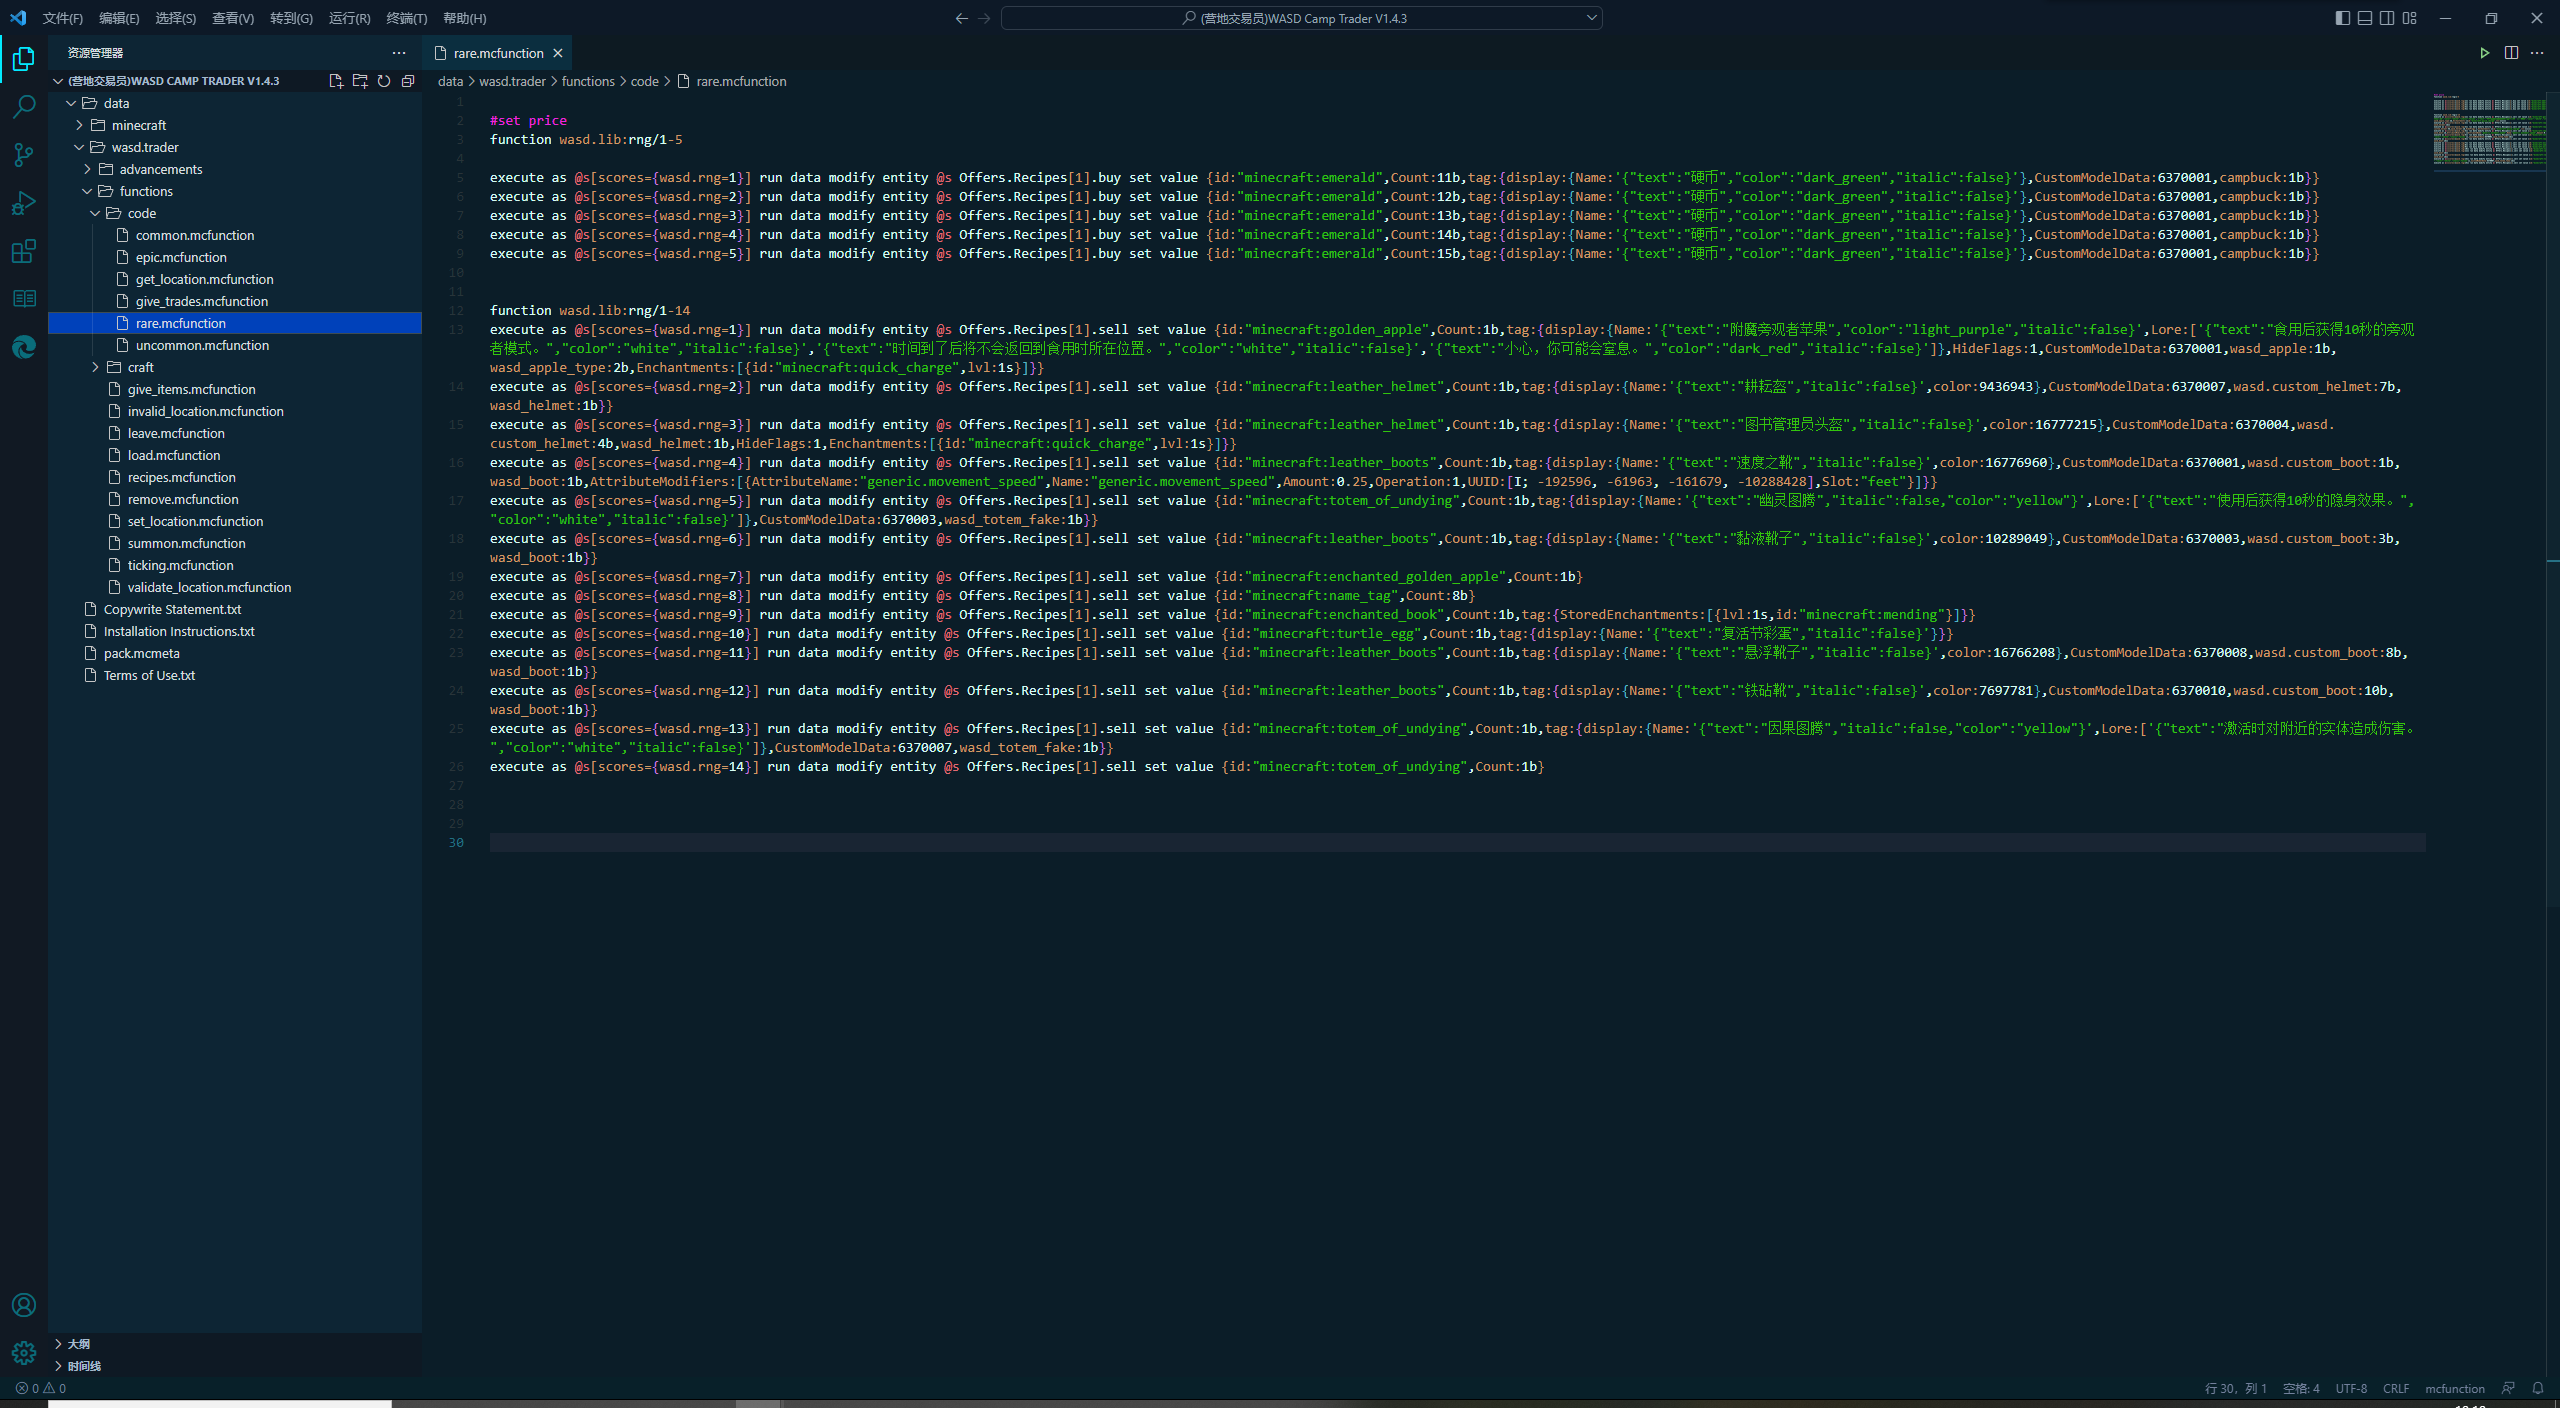 文件(F) 编辑(E) 选择(S) 查看(V) 转到(G) 运行(R) 终端(T) 帮助(H)
(营地交易员)WASD Camp Trader V1.4.3
资源管理器
(营地交易员)WASD CAMP TRADER V1.4.3
data
minecraft
wasd.trader
advancements
functions
code
common.mcfunction
epic.mcfunction
get_location.mcfunction
give_trades.mcfunction
rare.mcfunction
uncommon.mcfunction
craft
give_items.mcfunction
invalid_location.mcfunction
leave.mcfunction
load.mcfunction
recipes.mcfunction
remove.mcfunction
set_location.mcfunction
summon.mcfunction
ticking.mcfunction
validate_location.mcfunction
Copywrite Statement.txt
Installation Instructions.txt
pack.mcmeta
Terms of Use.txt
大纲
时间线
rare.mcfunction
data > wasd.trader > functions > code > rare.mcfunction
1
2 #set price
3 function wasd.lib:rng/1-5
4
5 execute as @s[scores={wasd.rng=1}] run data modify entity @s Offers.Recipes[1].buy set value {id:"minecraft:emerald",Count:11b,tag:{display:{Name:'{"text":"硬币","color":"dark_green","italic":false}'},CustomModelData:6370001,campbuck:1b}}
6 execute as @s[scores={wasd.rng=2}] run data modify entity @s Offers.Recipes[1].buy set value {id:"minecraft:emerald",Count:12b,tag:{display:{Name:'{"text":"硬币","color":"dark_green","italic":false}'},CustomModelData:6370001,campbuck:1b}}
7 execute as @s[scores={wasd.rng=3}] run data modify entity @s Offers.Recipes[1].buy set value {id:"minecraft:emerald",Count:13b,tag:{display:{Name:'{"text":"硬币","color":"dark_green","italic":false}'},CustomModelData:6370001,campbuck:1b}}
8 execute as @s[scores={wasd.rng=4}] run data modify entity @s Offers.Recipes[1].buy set value {id:"minecraft:emerald",Count:14b,tag:{display:{Name:'{"text":"硬币","color":"dark_green","italic":false}'},CustomModelData:6370001,campbuck:1b}}
9 execute as @s[scores={wasd.rng=5}] run data modify entity @s Offers.Recipes[1].buy set value {id:"minecraft:emerald",Count:15b,tag:{display:{Name:'{"text":"硬币","color":"dark_green","italic":false}'},CustomModelData:6370001,campbuck:1b}}
10
11
12 function wasd.lib:rng/1-14
13 execute as @s[scores={wasd.rng=1}] run data modify entity @s Offers.Recipes[1].sell set value {id:"minecraft:golden_apple",Count:1b,tag:{display:{Name:'{"text":"附魔旁观者苹果","color":"light_purple","italic":false}',Lore:['{"text":"食用后获得10秒的旁观
者模式。","color":"white","italic":false}','{"text":"时间到了后将不会返回到食用时所在位置。","color":"white","italic":false}','{"text":"小心，你可能会窒息。","color":"dark_red","italic":false}']},HideFlags:1,CustomModelData:6370001,wasd_apple:1b,
wasd_apple_type:2b,Enchantments:[{id:"minecraft:quick_charge",lvl:1s}]}}
14 execute as @s[scores={wasd.rng=2}] run data modify entity @s Offers.Recipes[1].sell set value {id:"minecraft:leather_helmet",Count:1b,tag:{display:{Name:'{"text":"耕耘盔","italic":false}',color:9436943},CustomModelData:6370007,wasd.custom_helmet:7b,
wasd_helmet:1b}}
15 execute as @s[scores={wasd.rng=3}] run data modify entity @s Offers.Recipes[1].sell set value {id:"minecraft:leather_helmet",Count:1b,tag:{display:{Name:'{"text":"图书管理员头盔","italic":false}',color:16777215},CustomModelData:6370004,wasd.
custom_helmet:4b,wasd_helmet:1b,HideFlags:1,Enchantments:[{id:"minecraft:quick_charge",lvl:1s}]}}
16 execute as @s[scores={wasd.rng=4}] run data modify entity @s Offers.Recipes[1].sell set value {id:"minecraft:leather_boots",Count:1b,tag:{display:{Name:'{"text":"速度之靴","italic":false}',color:16776960},CustomModelData:6370001,wasd.custom_boot:1b,
wasd_boot:1b,AttributeModifiers:[{AttributeName:"generic.movement_speed",Name:"generic.movement_speed",Amount:0.25,Operation:1,UUID:[I; -192596, -61963, -161679, -10288428],Slot:"feet"}]}}
17 execute as @s[scores={wasd.rng=5}] run data modify entity @s Offers.Recipes[1].sell set value {id:"minecraft:totem_of_undying",Count:1b,tag:{display:{Name:'{"text":"幽灵图腾","italic":false,"color":"yellow"}',Lore:['{"text":"使用后获得10秒的隐身效果。",
"color":"white","italic":false}']},CustomModelData:6370003,wasd_totem_fake:1b}}
18 execute as @s[scores={wasd.rng=6}] run data modify entity @s Offers.Recipes[1].sell set value {id:"minecraft:leather_boots",Count:1b,tag:{display:{Name:'{"text":"黏液靴子","italic":false}',color:10289049},CustomModelData:6370003,wasd.custom_boot:3b,
wasd_boot:1b}}
19 execute as @s[scores={wasd.rng=7}] run data modify entity @s Offers.Recipes[1].sell set value {id:"minecraft:enchanted_golden_apple",Count:1b}
20 execute as @s[scores={wasd.rng=8}] run data modify entity @s Offers.Recipes[1].sell set value {id:"minecraft:name_tag",Count:8b}
21 execute as @s[scores={wasd.rng=9}] run data modify entity @s Offers.Recipes[1].sell set value {id:"minecraft:enchanted_book",Count:1b,tag:{StoredEnchantments:[{lvl:1s,id:"minecraft:mending"}]}}
22 execute as @s[scores={wasd.rng=10}] run data modify entity @s Offers.Recipes[1].sell set value {id:"minecraft:turtle_egg",Count:1b,tag:{display:{Name:'{"text":"复活节彩蛋","italic":false}'}}}
23 execute as @s[scores={wasd.rng=11}] run data modify entity @s Offers.Recipes[1].sell set value {id:"minecraft:leather_boots",Count:1b,tag:{display:{Name:'{"text":"悬浮靴子","italic":false}',color:16766208},CustomModelData:6370008,wasd.custom_boot:8b,
wasd_boot:1b}}
24 execute as @s[scores={wasd.rng=12}] run data modify entity @s Offers.Recipes[1].sell set value {id:"minecraft:leather_boots",Count:1b,tag:{display:{Name:'{"text":"铁砧靴","italic":false}',color:7697781},CustomModelData:6370010,wasd.custom_boot:10b,
wasd_boot:1b}}
25 execute as @s[scores={wasd.rng=13}] run data modify entity @s Offers.Recipes[1].sell set value {id:"minecraft:totem_of_undying",Count:1b,tag:{display:{Name:'{"text":"因果图腾","italic":false,"color":"yellow"}',Lore:['{"text":"激活时对附近的实体造成伤害。
","color":"white","italic":false}']},CustomModelData:6370007,wasd_totem_fake:1b}}
26 execute as @s[scores={wasd.rng=14}] run data modify entity @s Offers.Recipes[1].sell set value {id:"minecraft:totem_of_undying",Count:1b}
27
28
29
30
0 0
行 30，列 1 空格: 4 UTF-8 CRLF mcfunction